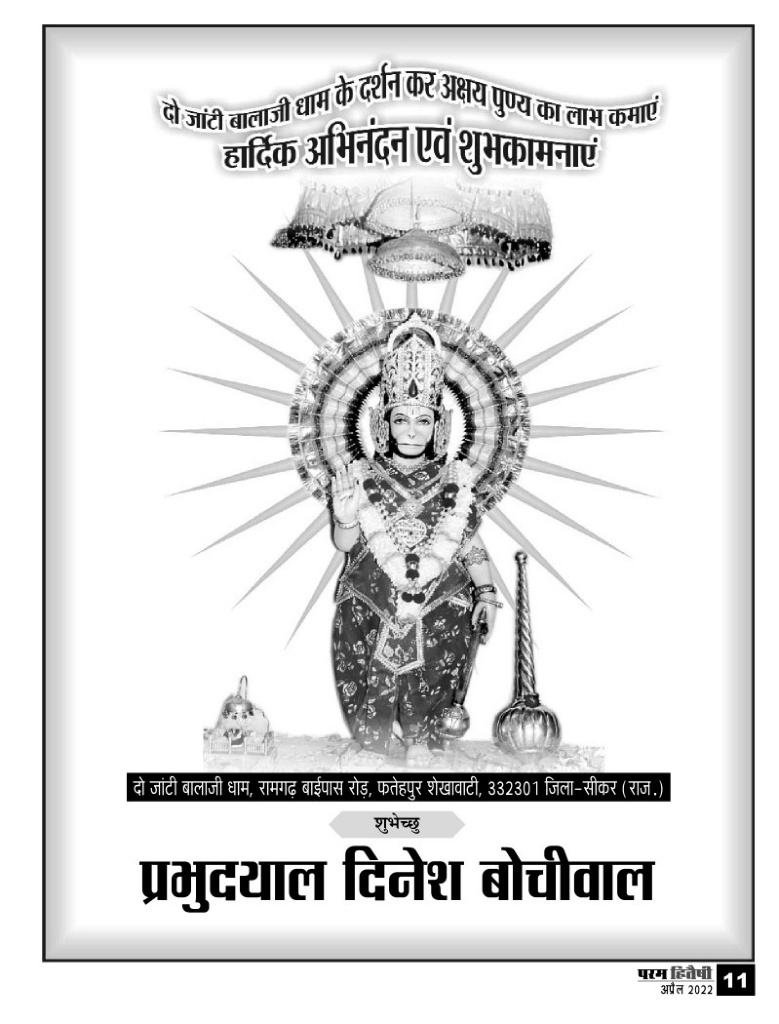 दो जांटी बालाजी धाम के दर्शन कर अक्षय पुण्य का लाभ कमाएं
हार्दिक अभिनंदन एवं शुभकामनाएं
दो जांटी बालाजी धाम, रामगढ़ बाईपास रोड़, फतेहपुर शेखावाटी, 332301 जिला-सीकर (राज.)
शुभेच्छु
प्रभुदयाल दिनेश बोचीवाल
परम हितैषी
अप्रैल 2022
11